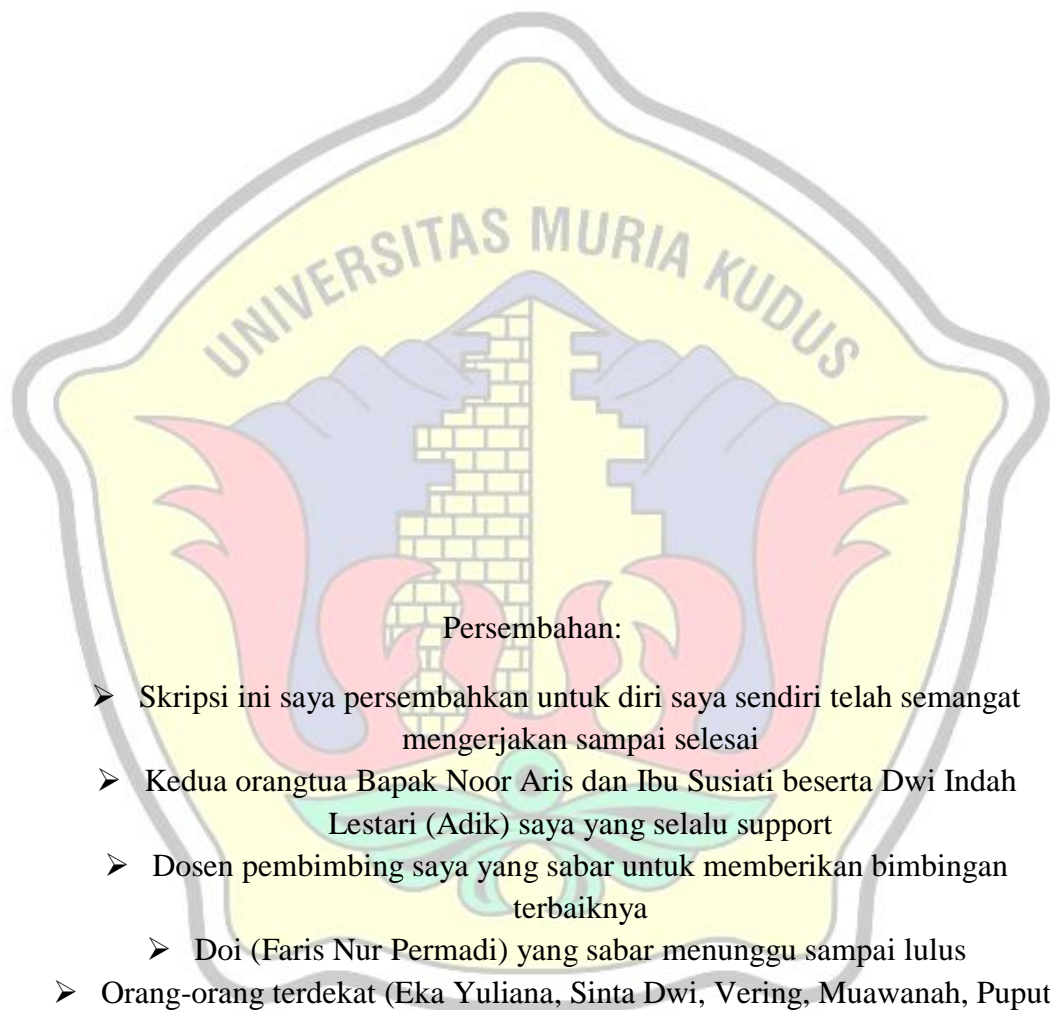 UNIVERSITAS MURIA KUDUS
Persembahan:
➢ Skripsi ini saya persembahkan untuk diri saya sendiri telah semangat
mengerjakan sampai selesai
➢ Kedua orangtua Bapak Noor Aris dan Ibu Susiati beserta Dwi Indah
Lestari (Adik) saya yang selalu support
➢ Dosen pembimbing saya yang sabar untuk memberikan bimbingan
terbaiknya
➢ Doi (Faris Nur Permadi) yang sabar menunggu sampai lulus
➢ Orang-orang terdekat (Eka Yuliana, Sinta Dwi, Vering, Muawanah, Puput